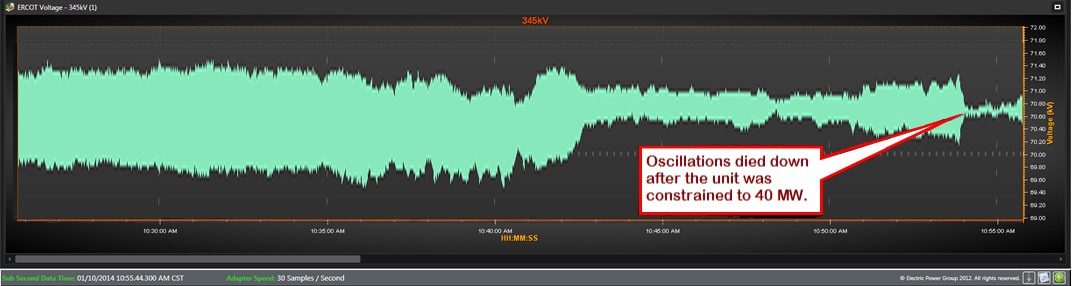 ERCOT Voltage - 345kV (1)
345kV
72.00
71.80
71.60
71.40
71.20
71.00
70.80
70.60
70.40
70.20
70.00
69.80
69.60
69.40
69.20
69.00
Voltage (kV)
Oscillations died down
after the unit was
constrained to 40 MW.
10:30:00 AM
10:35:00 AM
10:40:00 AM
10:45:00 AM
10:50:00 AM
10:55:00 AM
HH:MM:SS
Sub Second Data Time: 01/10/2014 10:55.44.300 AM CST
Adapter Speed: 30 Samples / Second
© Electric Power Group 2012. All rights reserved.